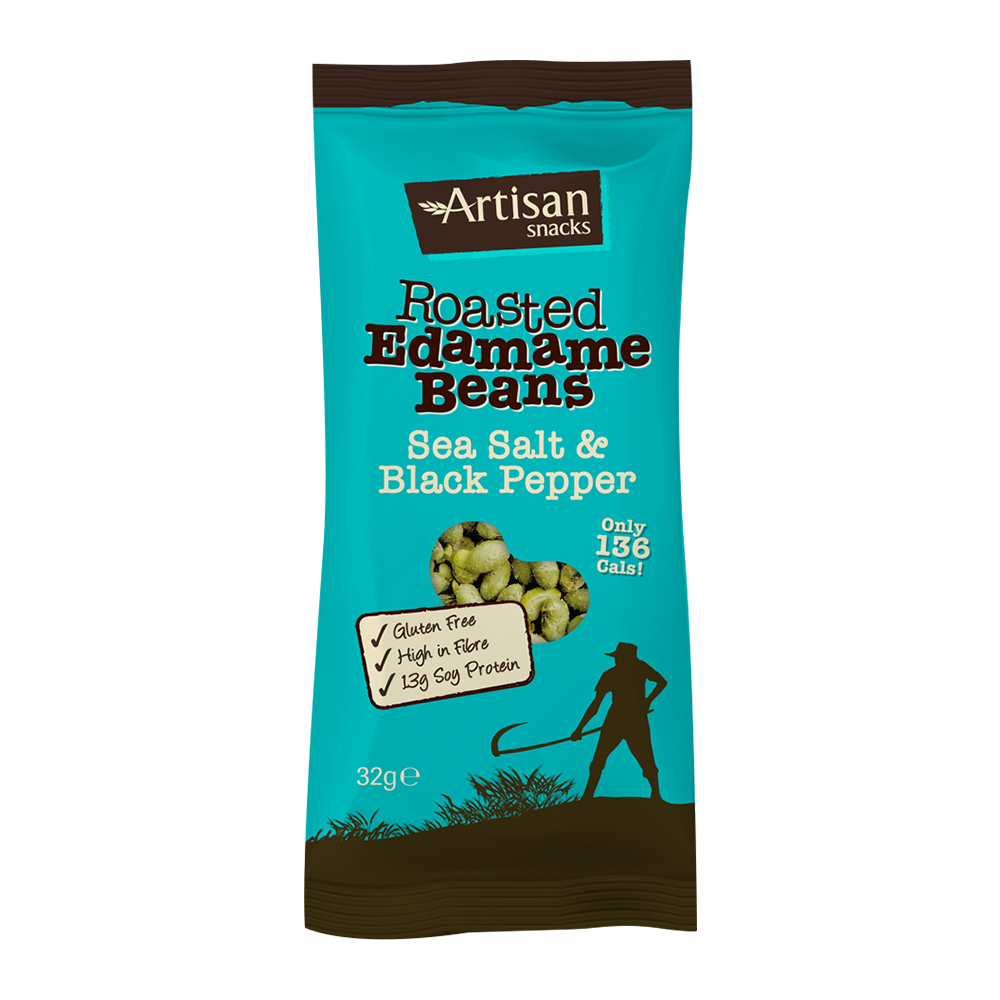 Artisan
snacks
Roasted
Edamame
Beans
Sea Salt &
Black Pepper
Only
136
Cals!
✓ Gluten Free
✓ High in Fibre
✓ 13g Soy Protein
32g℮